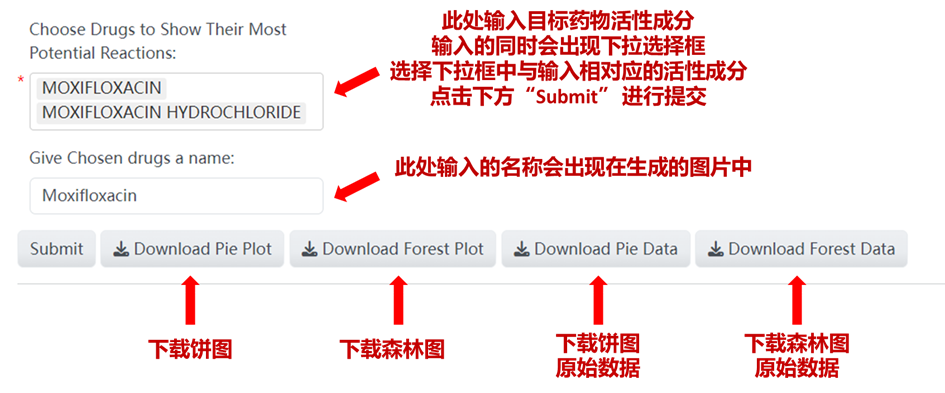 Choose Drugs to Show Their Most
Potential Reactions:
*
MOXIFLOXACIN
MOXIFLOXACIN HYDROCHLORIDE
此处输入目标药物活性成分
输入的同时会出现下拉选择框
选择下拉框中与输入相对应的活性成分
点击下方“Submit” 进行提交
Give Chosen drugs a name:
Moxifloxacin
此处输入的名称会出现在生成的图片中
Submit
Download Pie Plot
Download Forest Plot
Download Pie Data
Download Forest Data
下载饼图
下载森林图
下载饼图
原始数据
下载森林图
原始数据